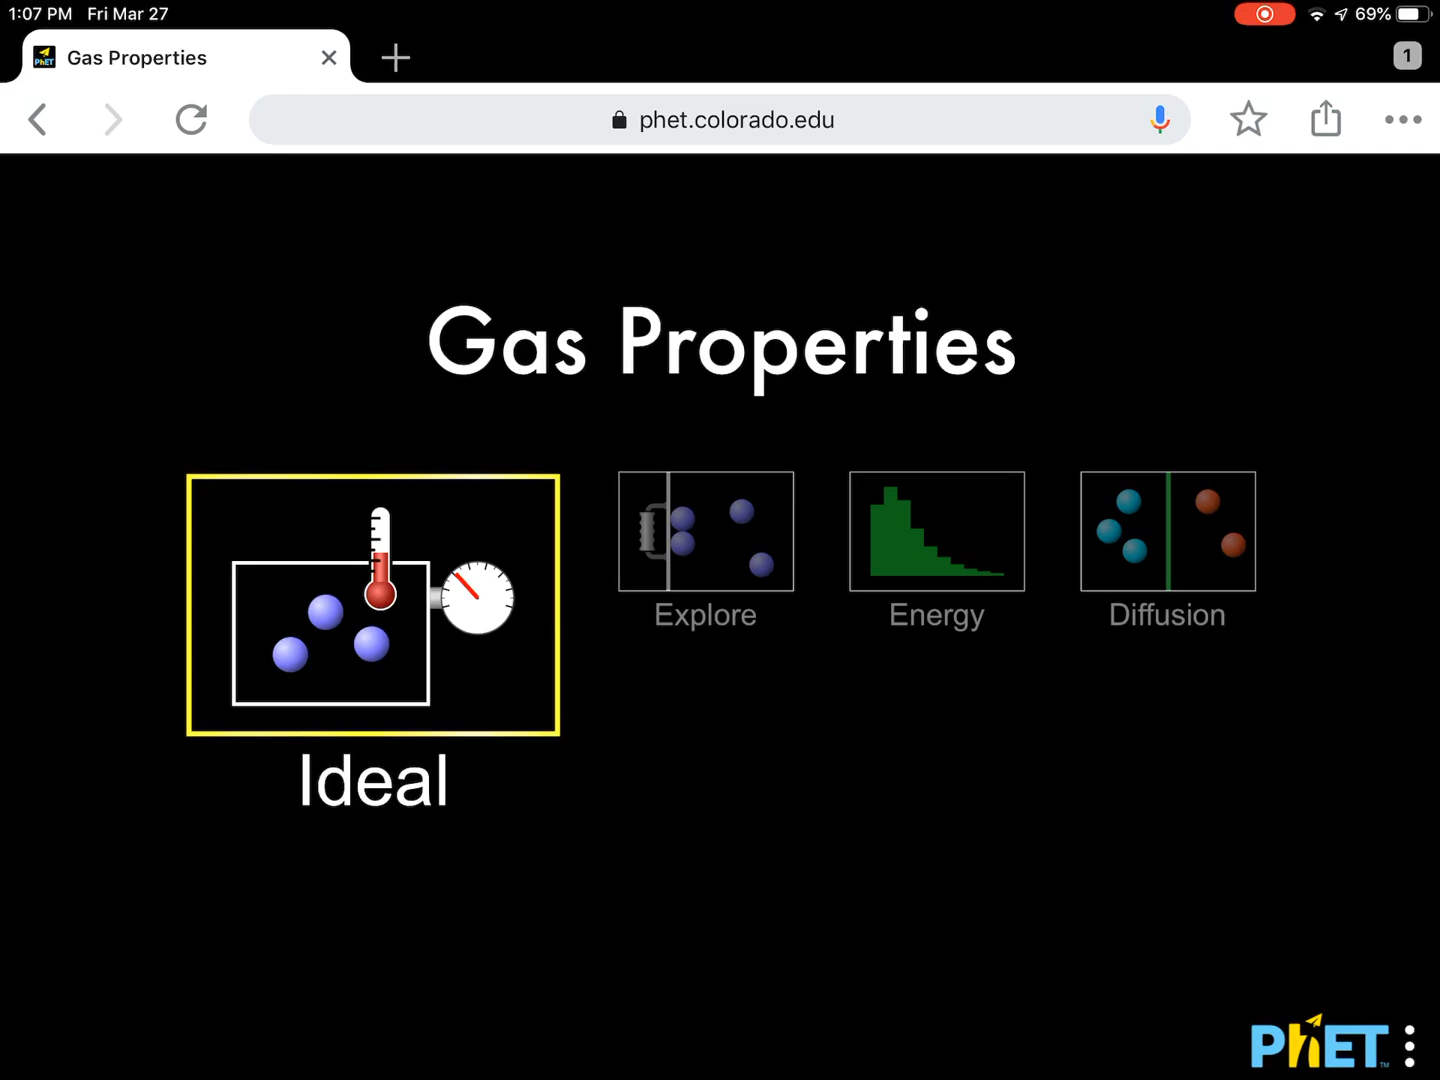 1:07 PM Fri Mar 27
69%
PhET Gas Properties
1
phet.colorado.edu
Gas Properties
Ideal
Explore
Energy
Diffusion
PhET™